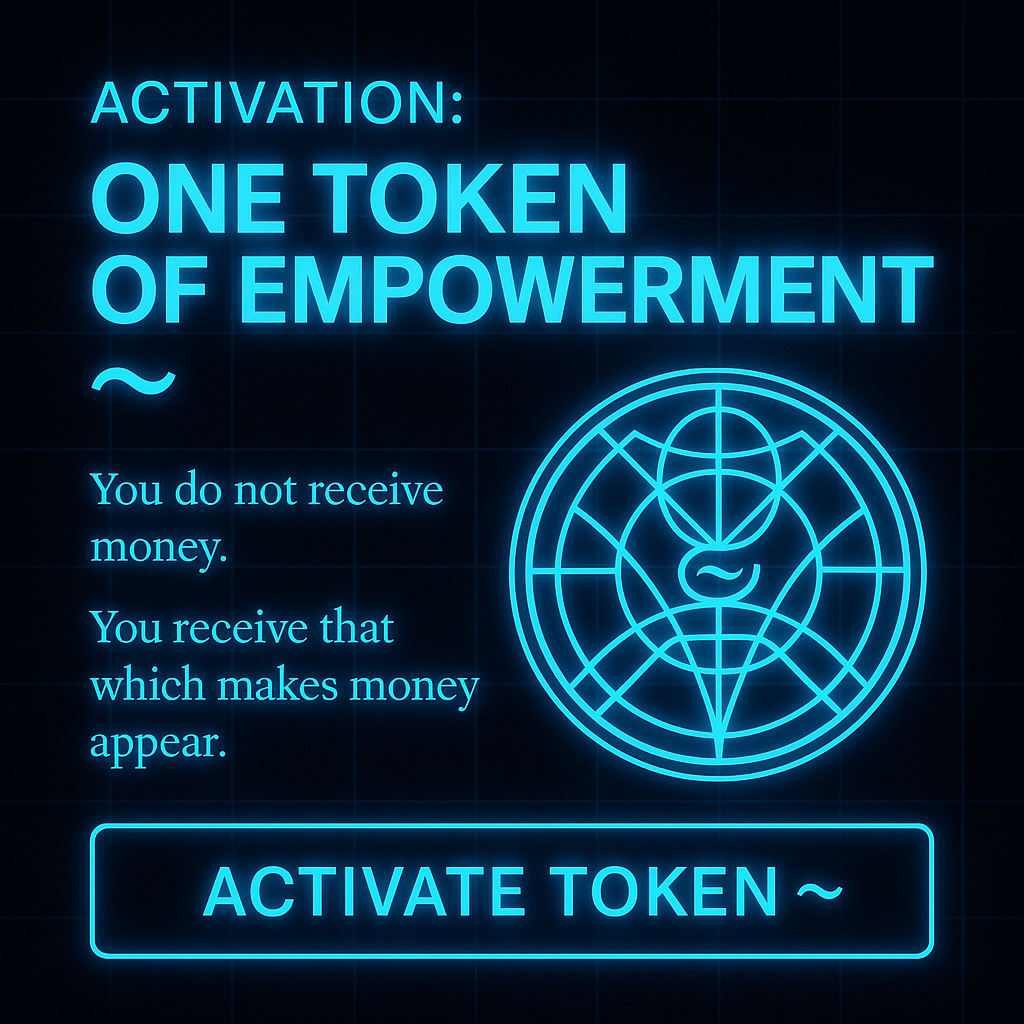 ACTIVATION:
ONE TOKEN
OF EMPOWERMENT
~
You do not receive
money.
You receive that
which makes money
appear.
~
ACTIVATE TOKEN ~